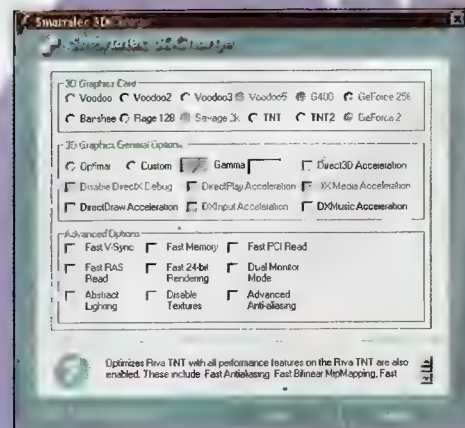 Smartalec 3D
3D Graphics Card
Voodoo Voodoo2 Voodoo3 Voodoo5 G400 GeForce 256
Banshee Rage 128 Savage TNT TNT2 GeForce 2
3D Graphics General Options
Optimal Custom Gamma Direct3D Acceleration
Disable DirectX Debug DirectPlay Acceleration DX Media Acceleration
DirectDraw Acceleration DXInput Acceleration DXMusic Acceleration
Advanced Options
Fast V-Sync Fast Memory Fast PCI Read
Fast RAS Read Fast 24-bit Rendering Dual Monitor Mode
Abstract Lighting Disable Textures Advanced Anti-aliasing
Optimizes Riva TNT with all performance features on the Riva TNT are also
enabled. These include Fast Antialiasing Fast Bilinear MipMapping, Fast